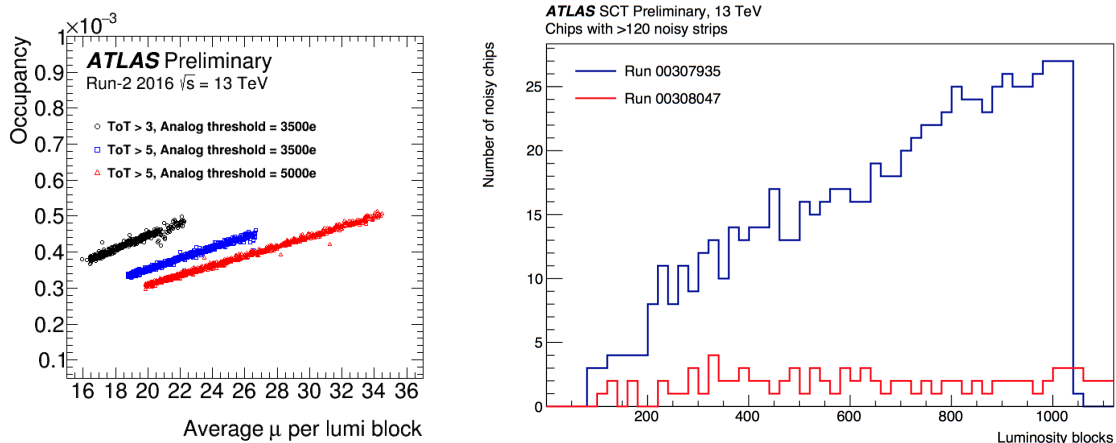 ×10⁻³
Occupancy
1
0.9
0.8
0.7
0.6
0.5
0.4
0.3
0.2
0.1
ATLAS Preliminary
Run-2 2016 √s = 13 TeV
ToT > 3, Analog threshold = 3500e
ToT > 5, Analog threshold = 3500e
ToT > 5, Analog threshold = 5000e
16 18 20 22 24 26 28 30 32 34 36
Average μ per lumi block
ATLAS SCT Preliminary, 13 TeV
Chips with >120 noisy strips
Number of noisy chips
25
20
15
10
5
0
Run 00307935
Run 00308047
200 400 600 800 1000
Luminosity blocks